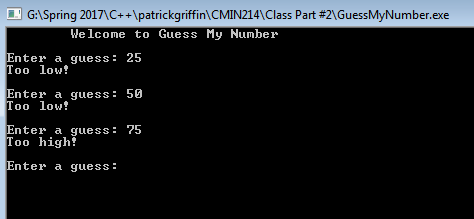 G:\Spring 2017\C++\patrickgriffin\CMIN214\Class Part #2\GuessMyNumber.exe
Welcome to Guess My Number
Enter a guess: 25
Too low!
Enter a guess: 50
Too low!
Enter a guess: 75
Too high!
Enter a guess: